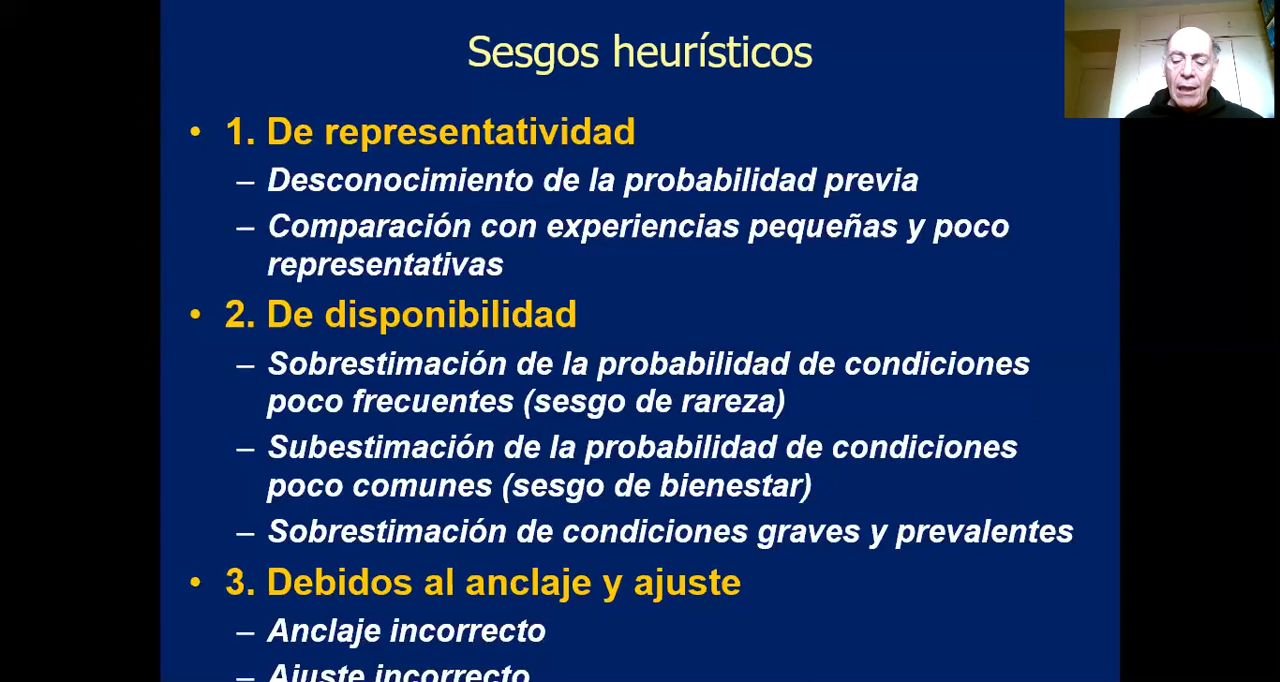 Sesgos heurísticos
• 1. De representatividad
– Desconocimiento de la probabilidad previa
– Comparación con experiencias pequeñas y poco
representativas
• 2. De disponibilidad
– Sobrestimación de la probabilidad de condiciones
poco frecuentes (sesgo de rareza)
– Subestimación de la probabilidad de condiciones
poco comunes (sesgo de bienestar)
– Sobrestimación de condiciones graves y prevalentes
• 3. Debidos al anclaje y ajuste
– Anclaje incorrecto
– Ajuste incorrecto